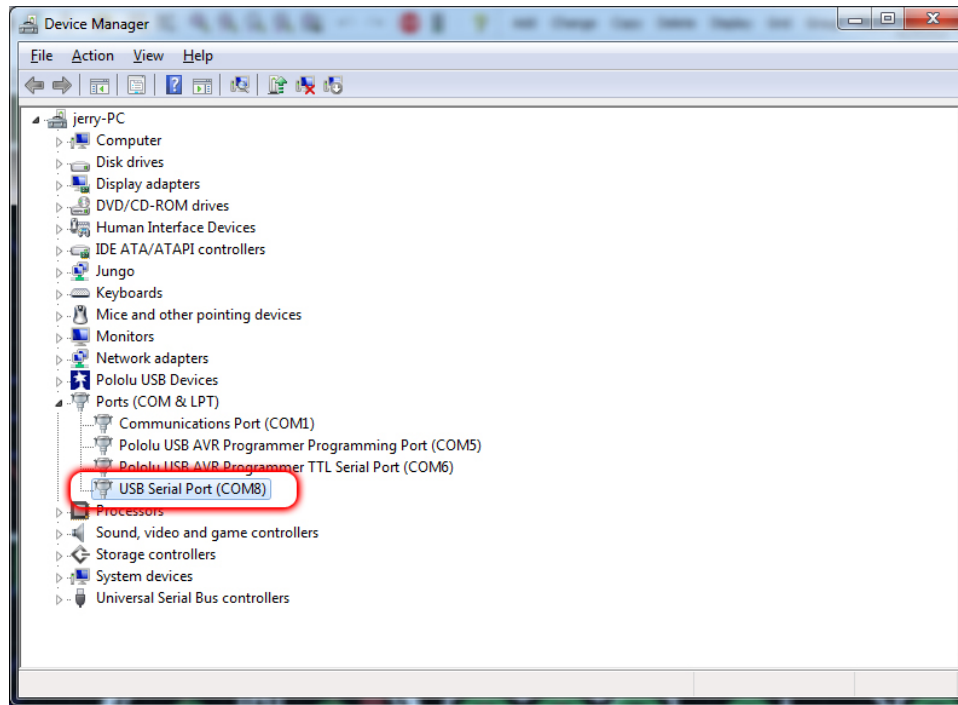 Device Manager
File Action View Help
jerry-PC
Computer
Disk drives
Display adapters
DVD/CD-ROM drives
Human Interface Devices
IDE ATA/ATAPI controllers
Jungo
Keyboards
Mice and other pointing devices
Monitors
Network adapters
Pololu USB Devices
Ports (COM & LPT)
Communications Port (COM1)
Pololu USB AVR Programmer Programming Port (COM5)
Pololu USB AVR Programmer TTL Serial Port (COM6)
USB Serial Port (COM8)
Processors
Sound, video and game controllers
Storage controllers
System devices
Universal Serial Bus controllers